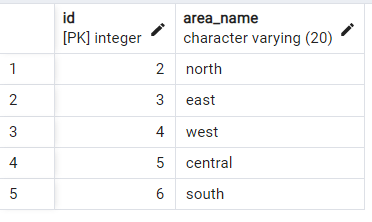 id area_name
[PK] integer character varying (20)
1 2 north
2 3 east
3 4 west
4 5 central
5 6 south